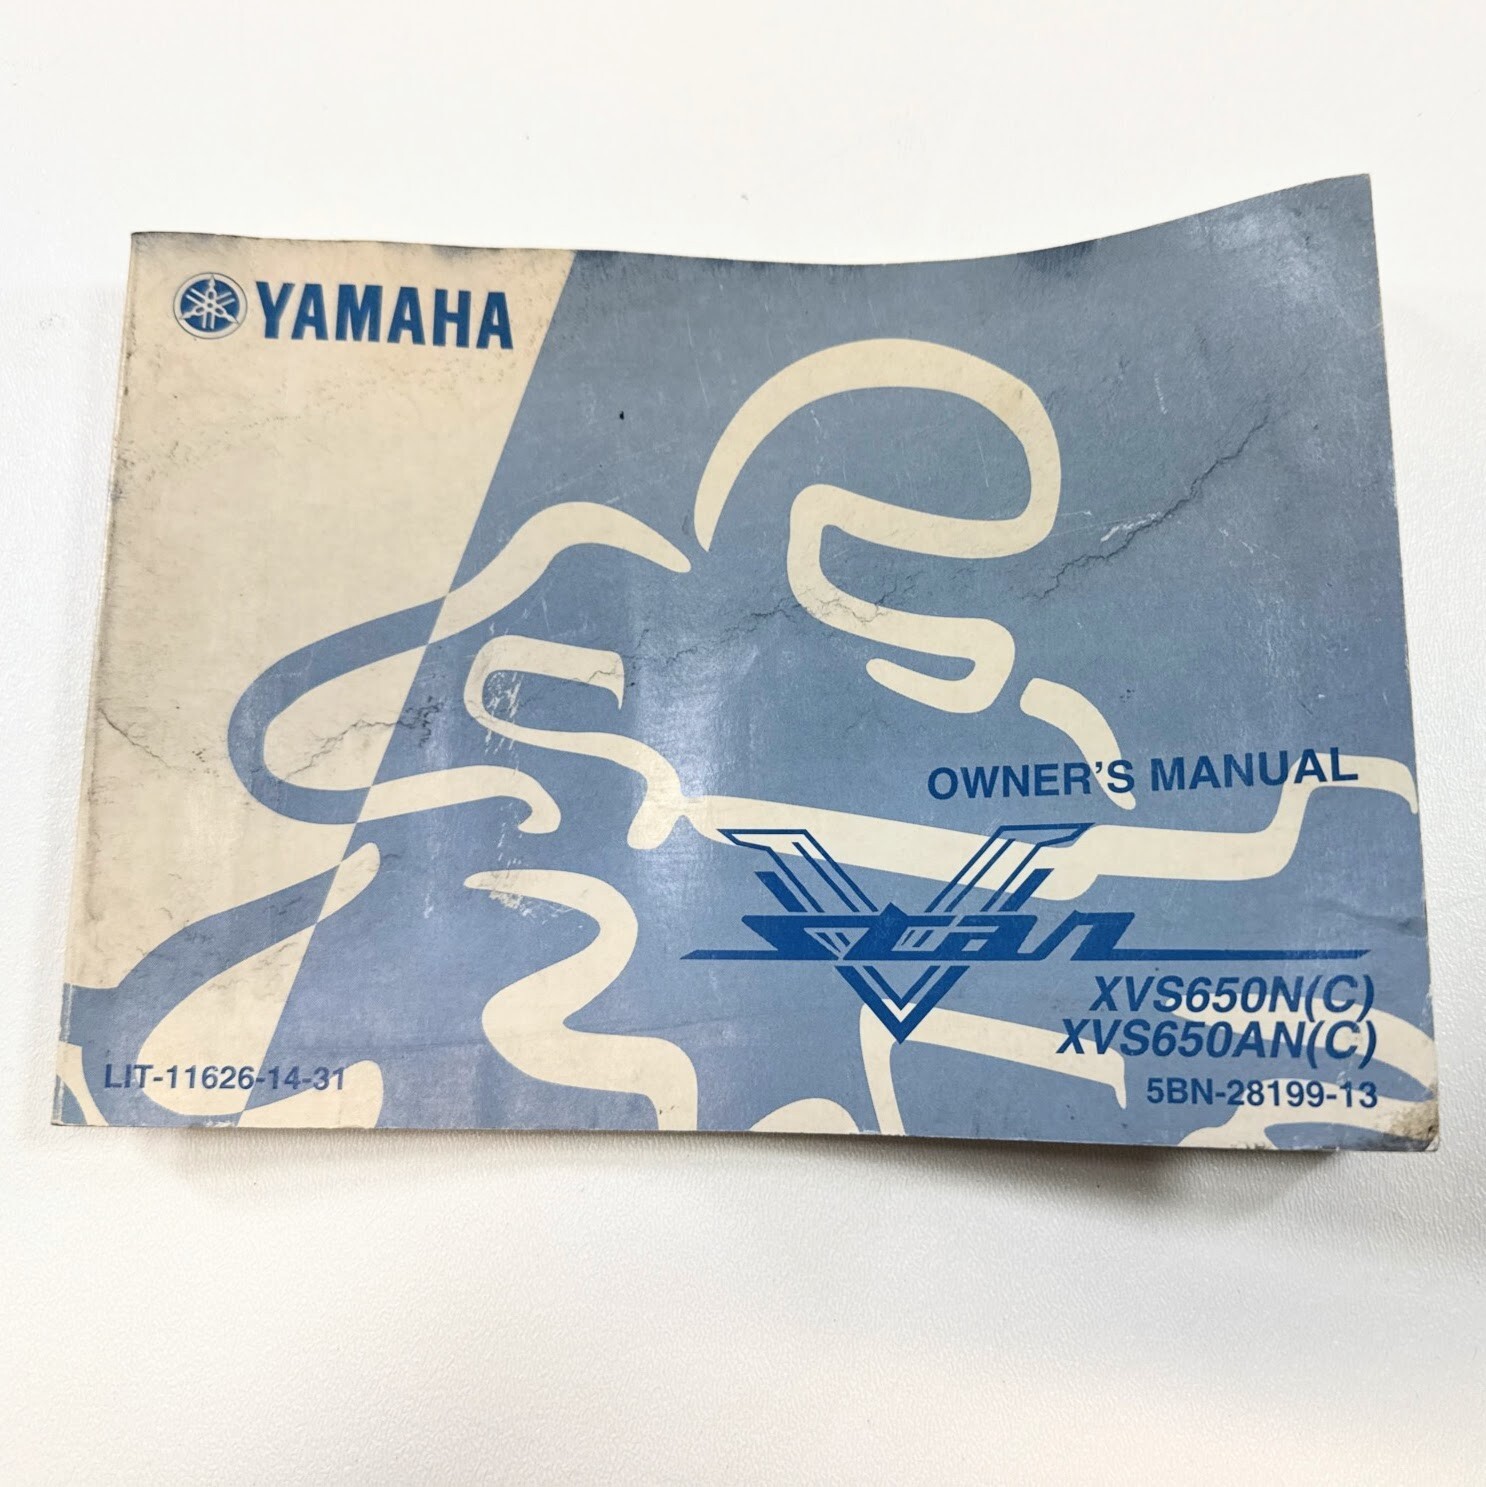 YAMAHA
OWNER'S MANUAL
V Star
XVS650N(C)
XVS650AN(C)
LIT-11626-14-31
5BN-28199-13